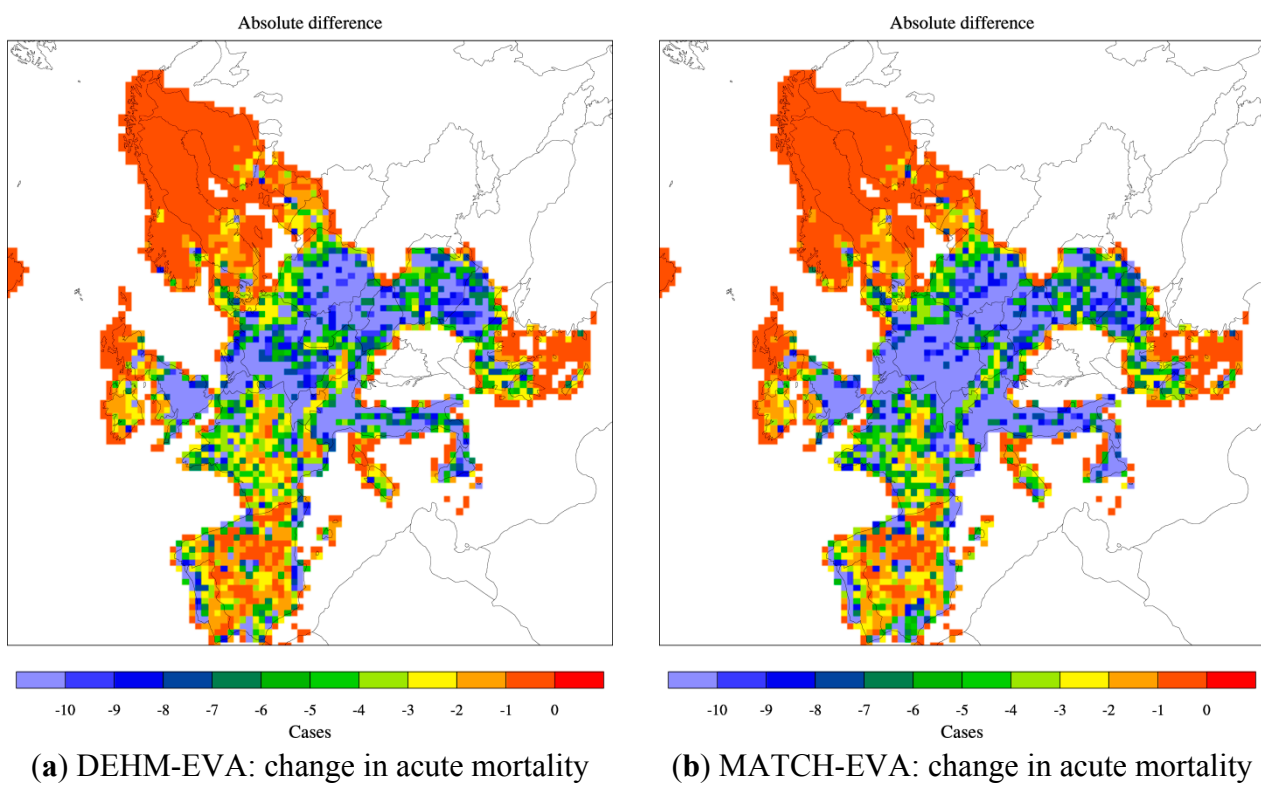 Absolute difference
Absolute difference
-10 -9 -8 -7 -6 -5 -4 -3 -2 -1 0
Cases
-10 -9 -8 -7 -6 -5 -4 -3 -2 -1 0
Cases
(a) DEHM-EVA: change in acute mortality
(b) MATCH-EVA: change in acute mortality